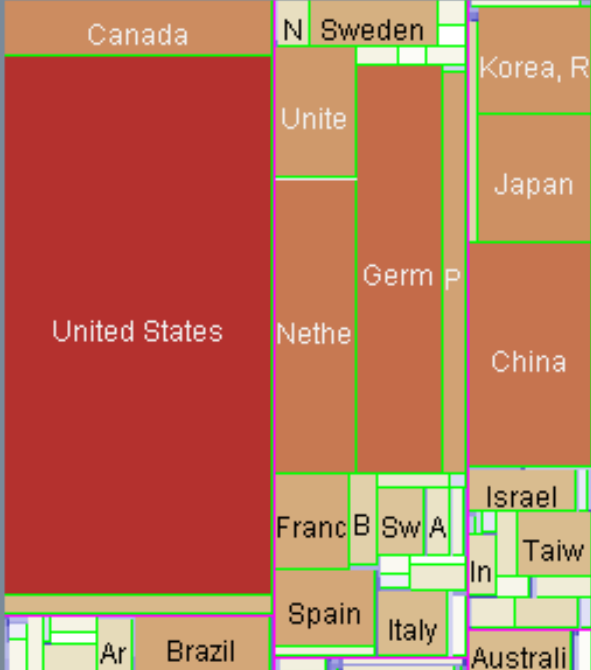 Canada
N Sweden
Korea, R
Unite
Japan
Germ P
United States
Nethe
China
Israel
Franc B Sw A
Taiw
In
Spain
Italy
Ar Brazil
Australi